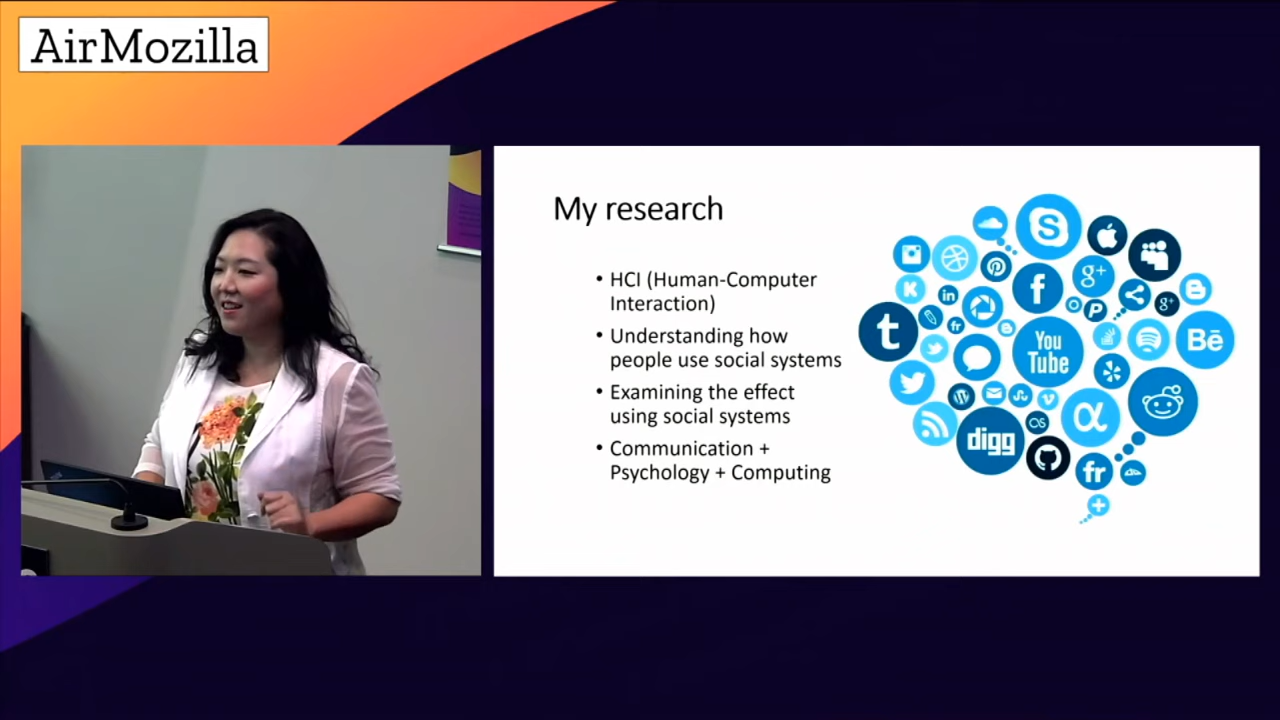 AirMozilla
My research
• HCI (Human-Computer
Interaction)
• Understanding how
people use social systems
• Examining the effect
using social systems
• Communication +
Psychology + Computing
You
Tube
Bē
digg
fr
g+
in